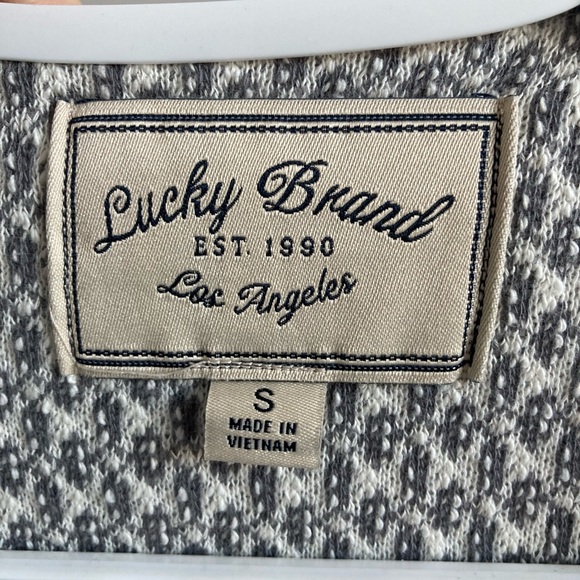 Lucky Brand
EST. 1990
Los Angeles
S
MADE IN
VIETNAM